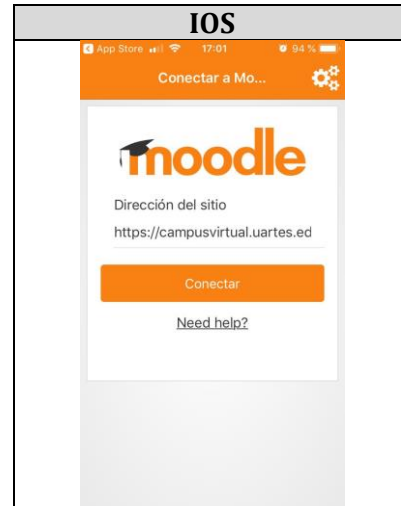 IOS
App Store 17:01 94 %
Conectar a Mo...
moodle
Dirección del sitio
https://campusvirtual.uartes.ed
Conectar
Need help?